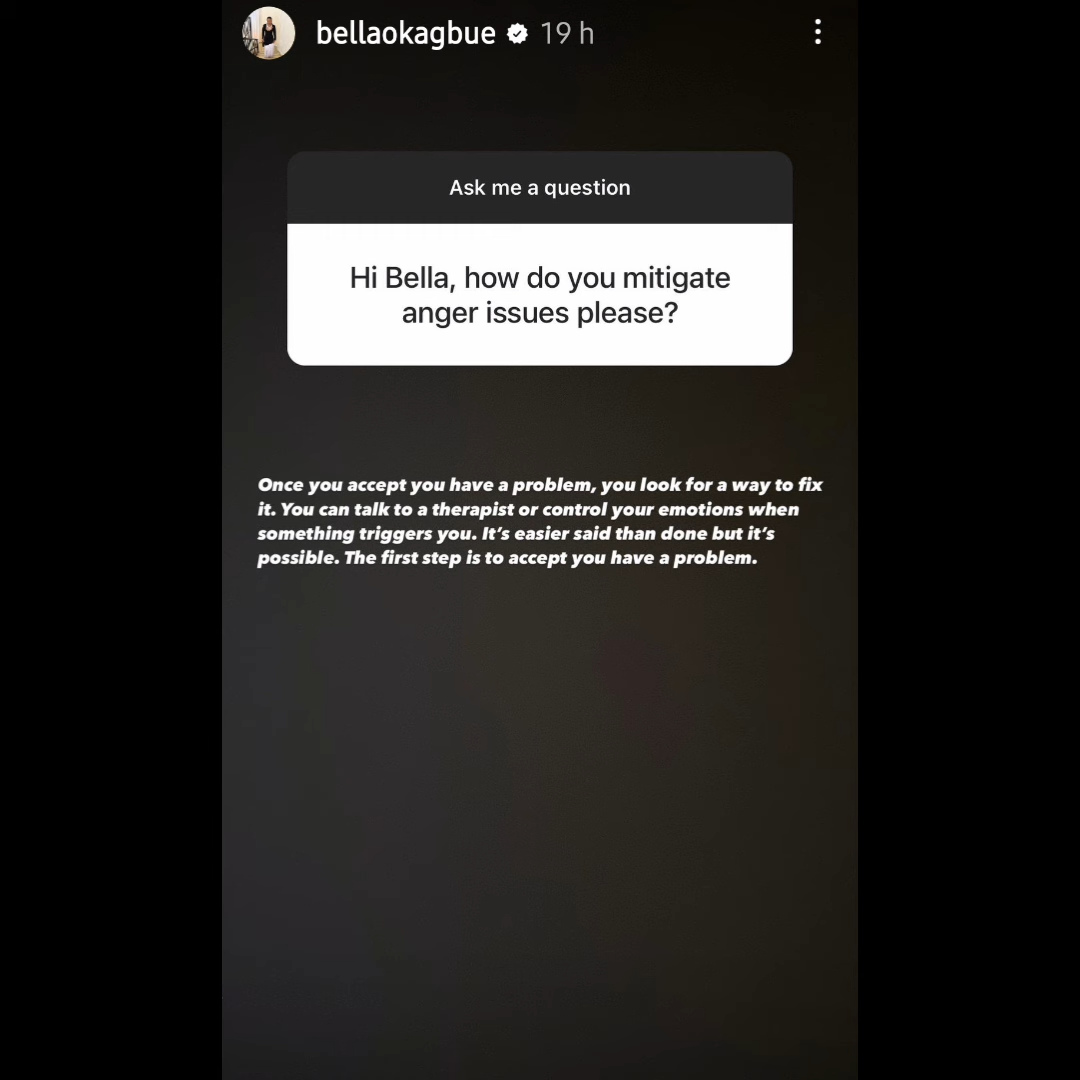 bellaokagbue 19 h
Ask me a question
Hi Bella, how do you mitigate
anger issues please?
Once you accept you have a problem, you look for a way to fix
it. You can talk to a therapist or control your emotions when
something triggers you. It’s easier said than done but it’s
possible. The first step is to accept you have a problem.